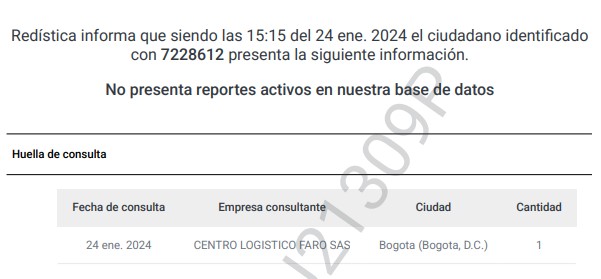 Redística informa que siendo las 15:15 del 24 ene. 2024 el ciudadano identificado
con 7228612 presenta la siguiente información.
No presenta reportes activos en nuestra base de datos
Huella de consulta
Fecha de consulta Empresa consultante Ciudad Cantidad
24 ene. 2024 CENTRO LOGISTICO FARO SAS Bogota (Bogota, D.C.) 1